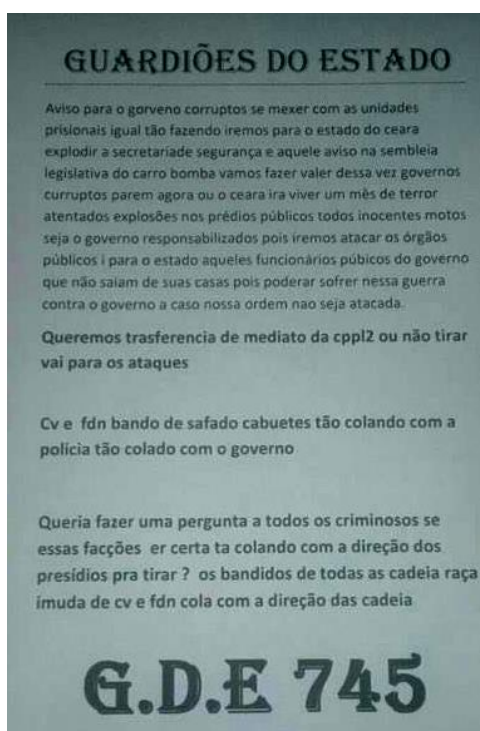 GUARDIÕES DO ESTADO
Aviso para o gorveno corruptos se mexer com as unidades
prisionais igual tão fazendo iremos para o estado do ceara
explodir a secretariade segurança e aquele aviso na sembleia
legislativa do carro bomba vamos fazer valer dessa vez governos
curruptos parem agora ou o ceara ira viver um mês de terror
atentados explosões nos prédios públicos todos inocentes motos
seja o governo responsabilizados pois iremos atacar os órgãos
públicos i para o estado aqueles funcionários púbicos do governo
que não saiam de suas casas pois poderar sofrer nessa guerra
contra o governo a caso nossa ordem nao seja atacada.
Queremos trasferencia de mediato da cppl2 ou não tirar
vai para os ataques
Cv e fdn bando de safado cabuetes tão colando com a
polícia tão colado com o governo
Queria fazer uma pergunta a todos os criminosos se
essas facções er certa ta colando com a direção dos
presídios pra tirar ? os bandidos de todas as cadeia raça
imuda de cv e fdn cola com a direção das cadeia
G.D.E 745